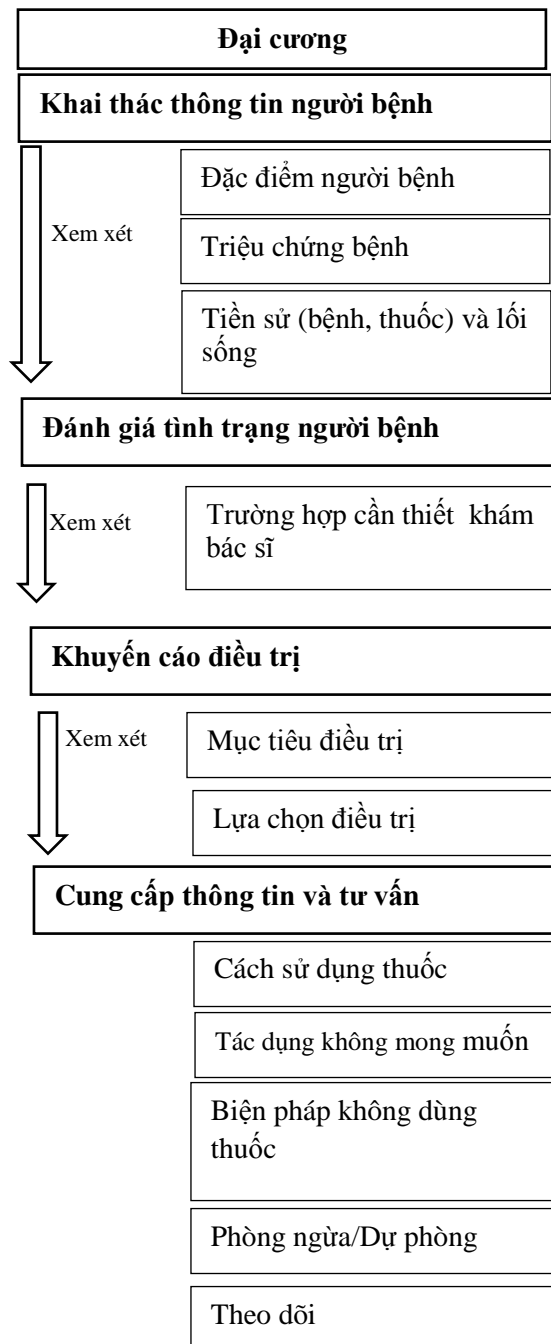 Đại cương
Khai thác thông tin người bệnh
Xem xét
Đặc điểm người bệnh
Triệu chứng bệnh
Tiền sử (bệnh, thuốc) và lối
sống
Đánh giá tình trạng người bệnh
Xem xét
Trường hợp cần thiết khám
bác sĩ
Khuyến cáo điều trị
Xem xét
Mục tiêu điều trị
Lựa chọn điều trị
Cung cấp thông tin và tư vấn
Cách sử dụng thuốc
Tác dụng không mong muốn
Biện pháp không dùng
thuốc
Phòng ngừa/Dự phòng
Theo dõi